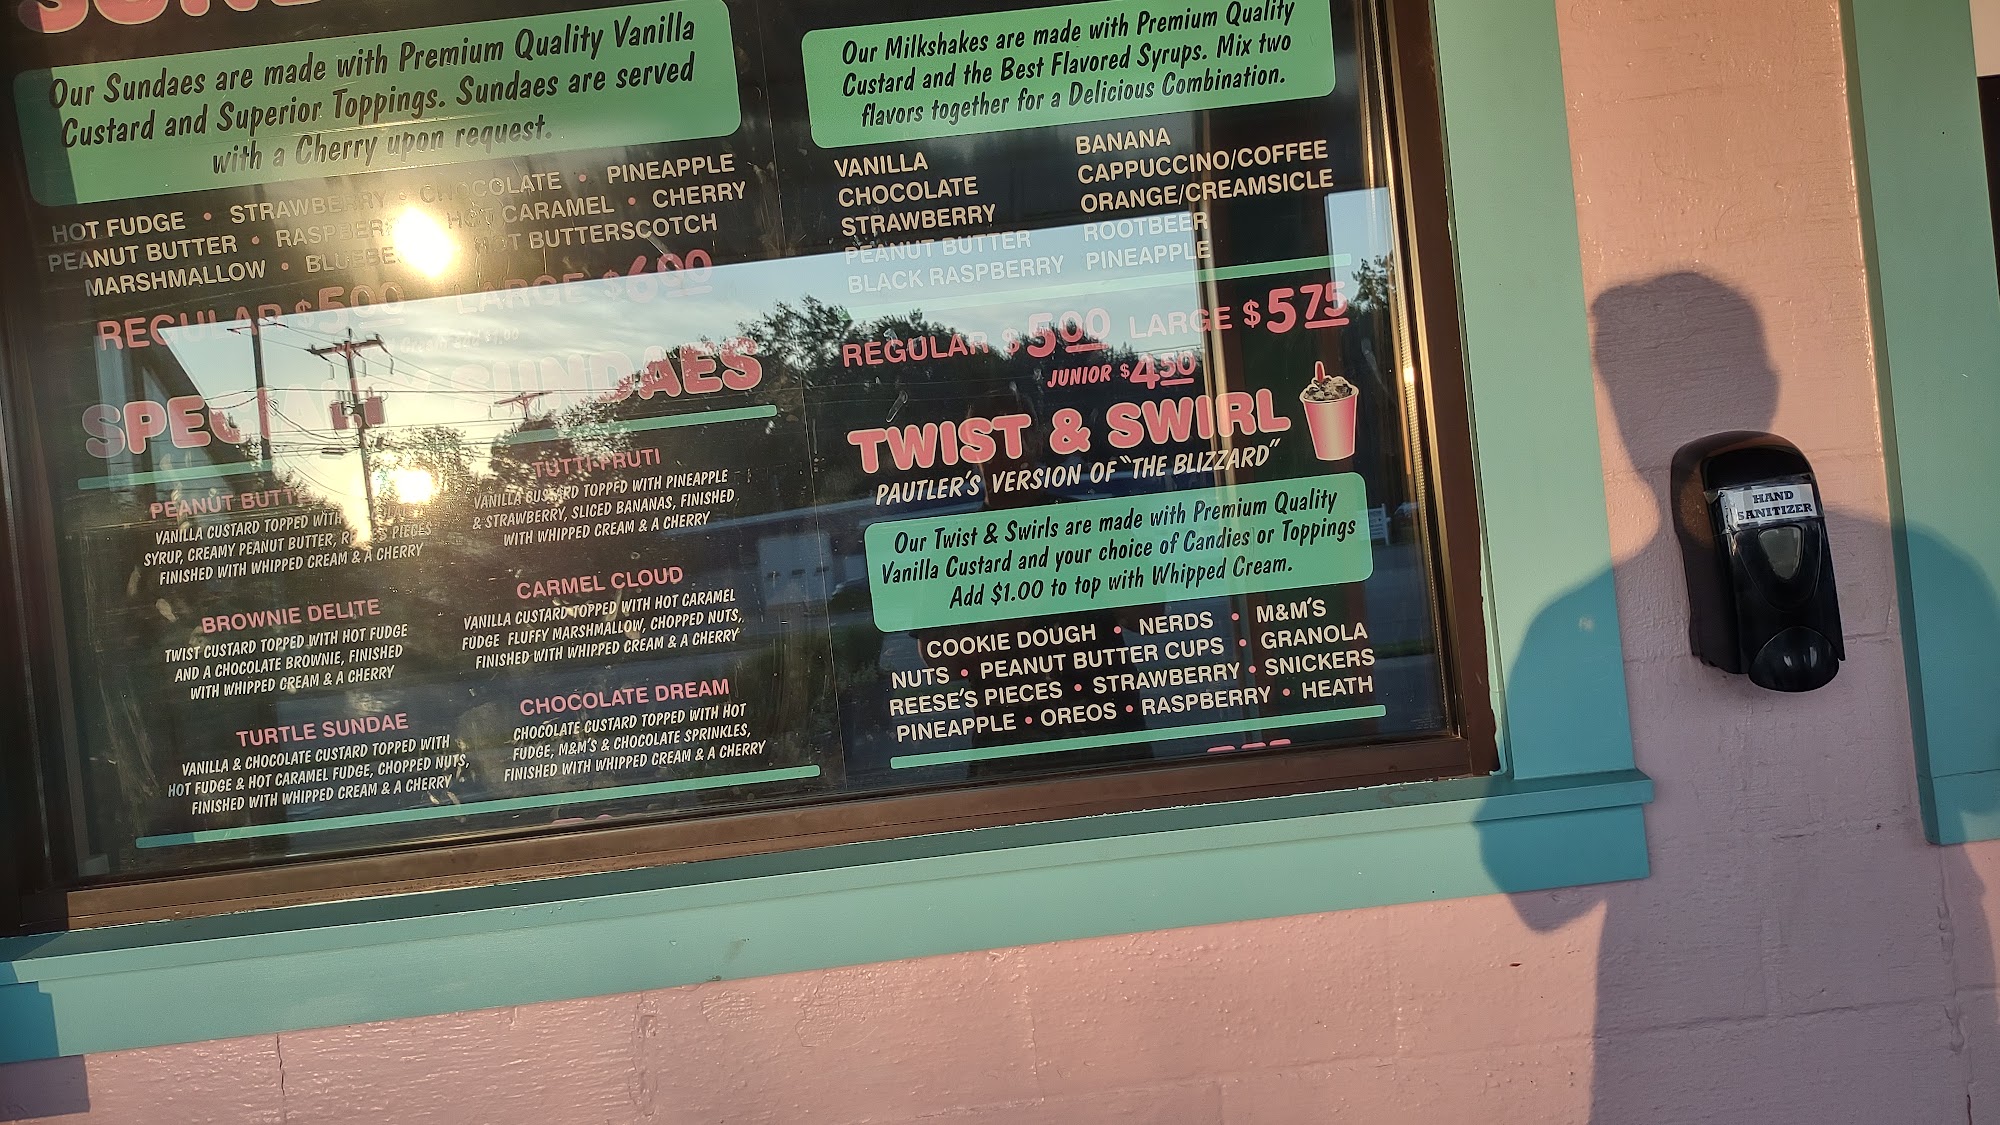 Our Sundaes are made with Premium Quality Vanilla
Custard and Superior Toppings. Sundaes are served
with a Cherry upon request.
HOT FUDGE • STRAWBERRY • CHOCOLATE • PINEAPPLE
PEANUT BUTTER • RASPBERRY HOT CARAMEL • CHERRY
MARSHMALLOW • HOT BUTTERSCOTCH
REGULAR $5.00 LARGE $6.00
SPECIALTY SUNDAES
PEANUT BUTT
VANILLA CUSTARD TOPPED WITH
SYRUP, CREAMY PEANUT BUTTER, REESE'S PIECES
FINISHED WITH WHIPPED CREAM & A CHERRY
BROWNIE DELITE
TWIST CUSTARD TOPPED WITH HOT FUDGE
AND A CHOCOLATE BROWNIE, FINISHED
WITH WHIPPED CREAM & A CHERRY
TURTLE SUNDAE
VANILLA & CHOCOLATE CUSTARD TOPPED WITH
HOT FUDGE & HOT CARAMEL FUDGE, CHOPPED NUTS,
FINISHED WITH WHIPPED CREAM & A CHERRY
TUTTI-FRUTI
VANILLA CUSTARD TOPPED WITH PINEAPPLE
& STRAWBERRY, SLICED BANANAS, FINISHED
WITH WHIPPED CREAM & A CHERRY
CARMEL CLOUD
VANILLA CUSTARD TOPPED WITH HOT CARAMEL
FUDGE FLUFFY MARSHMALLOW, CHOPPED NUTS,
FINISHED WITH WHIPPED CREAM & A CHERRY
CHOCOLATE DREAM
CHOCOLATE CUSTARD TOPPED WITH HOT
FUDGE, M&M'S & CHOCOLATE SPRINKLES,
FINISHED WITH WHIPPED CREAM & A CHERRY
Our Milkshakes are made with Premium Quality
Custard and the Best Flavored Syrups. Mix two
flavors together for a Delicious Combination.
VANILLA
CHOCOLATE
STRAWBERRY
PEANUT BUTTER
BLACK RASPBERRY
BANANA
CAPPUCCINO/COFFEE
ORANGE/CREAMSICLE
ROOTBEER
PINEAPPLE
REGULAR $5.00 LARGE $5.75
JUNIOR $4.50
TWIST & SWIRL
PAUTLER'S VERSION OF "THE BLIZZARD"
Our Twist & Swirls are made with Premium Quality
Vanilla Custard and your choice of Candies or Toppings
Add $1.00 to top with Whipped Cream.
COOKIE DOUGH • NERDS • M&M'S
NUTS • PEANUT BUTTER CUPS • GRANOLA
REESE'S PIECES • STRAWBERRY • SNICKERS
PINEAPPLE • OREOS • RASPBERRY • HEATH
HAND
SANITIZER